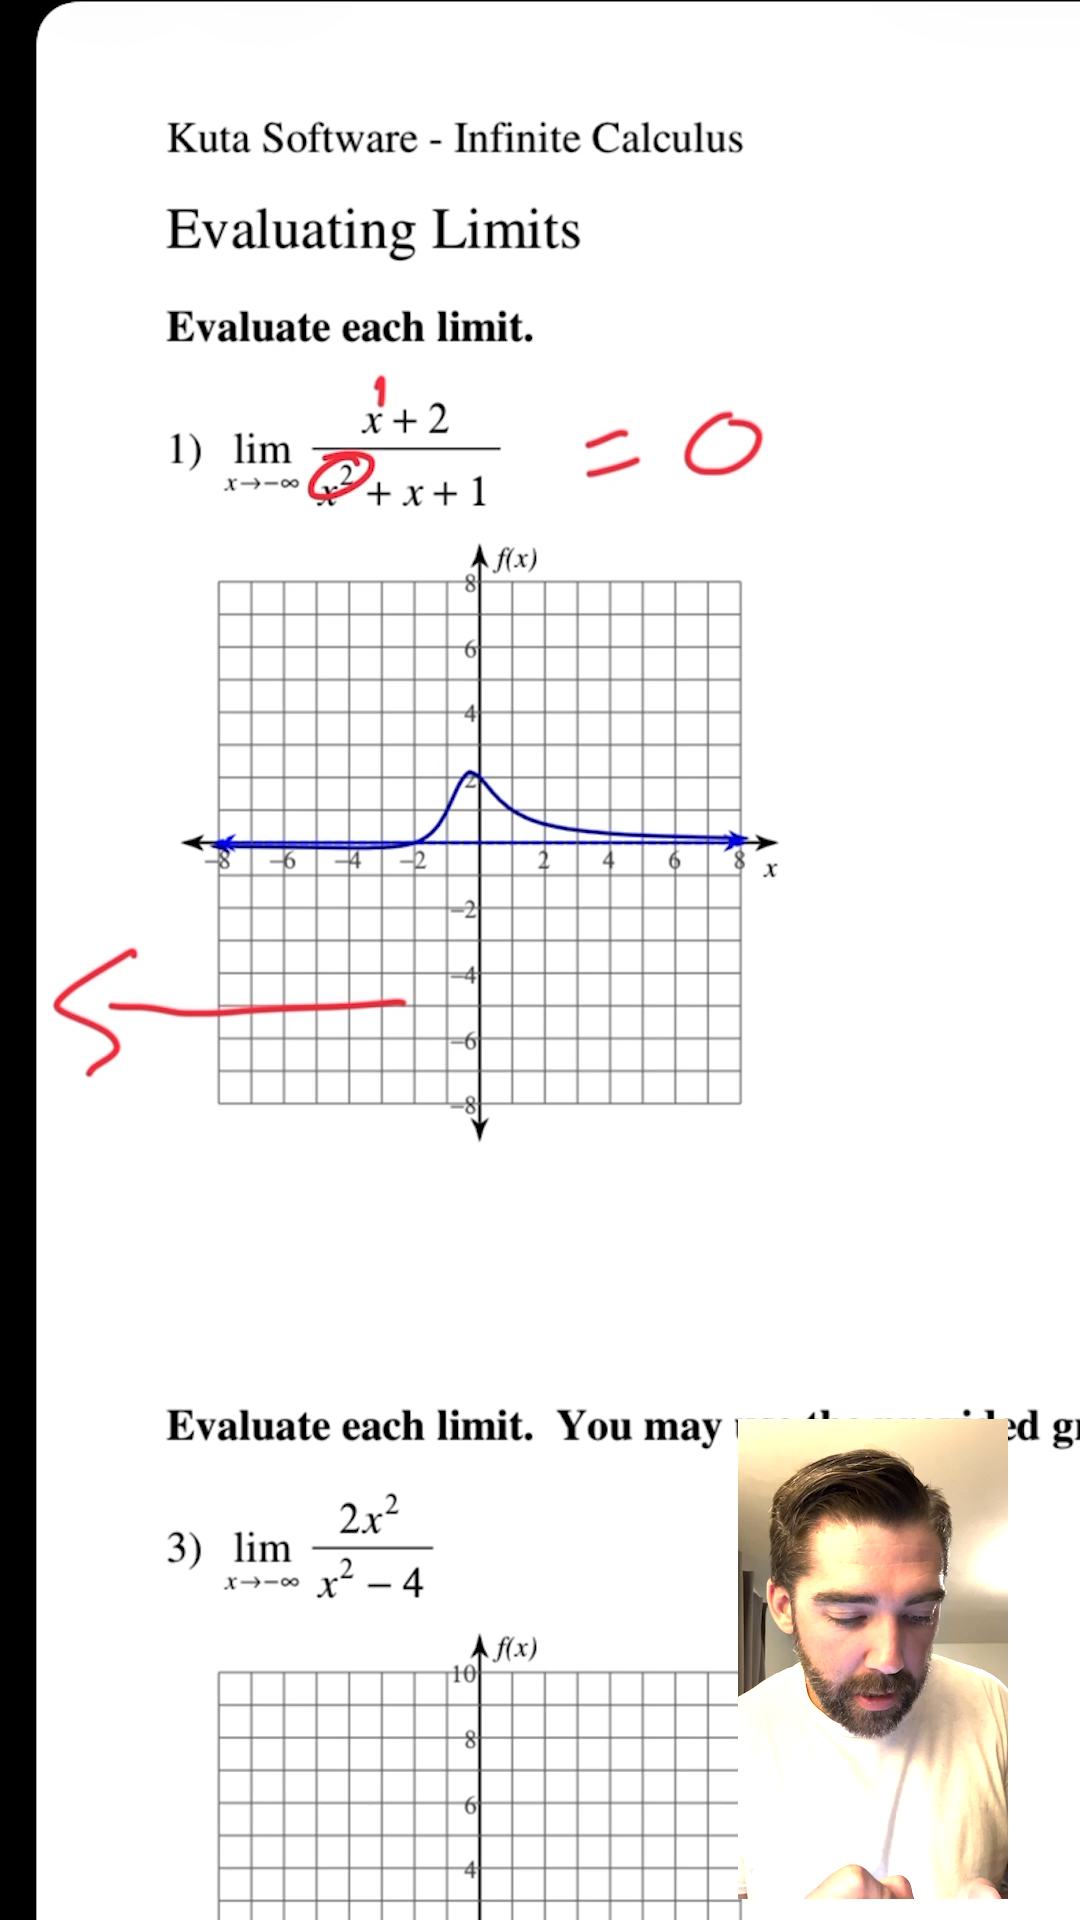 Kuta Software - Infinite Calculus
Evaluating Limits
Evaluate each limit.
1
1) lim x→−∞ x + 2 / x² + x + 1 = 0
f(x)
8
6
4
2
−8 −6 −4 −2 2 4 6 8 x
−2
−4
−6
−8
Evaluate each limit. You may
3) lim x→−∞ 2x² / x² − 4
f(x)
10
8
6
4